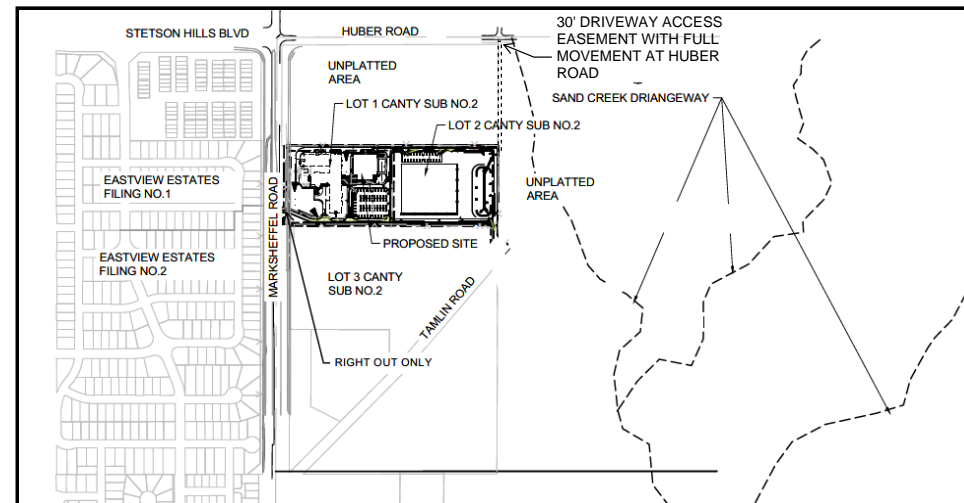 STETSON HILLS BLVD
HUBER ROAD
30' DRIVEWAY ACCESS
EASEMENT WITH FULL
MOVEMENT AT HUBER
ROAD
UNPLATTED
AREA
SAND CREEK DRIANGEWAY
LOT 1 CANTY SUB NO.2
LOT 2 CANTY SUB NO.2
EASTVIEW ESTATES
FILING NO.1
UNPLATTED
AREA
MARKSHEFFEL ROAD
PROPOSED SITE
EASTVIEW ESTATES
FILING NO.2
LOT 3 CANTY
SUB NO.2
TAMLIN ROAD
RIGHT OUT ONLY